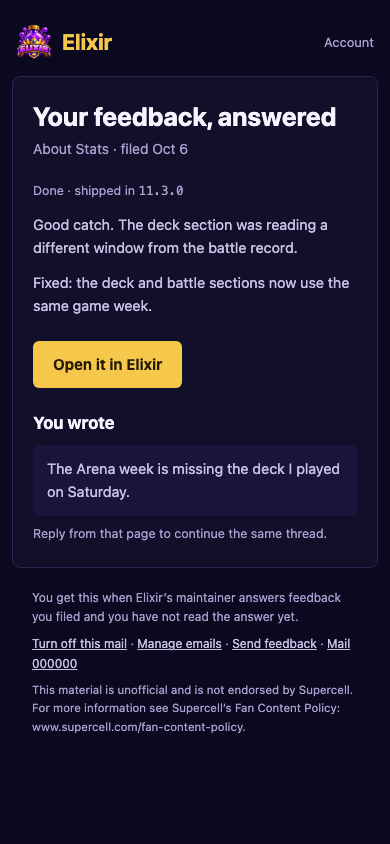 ELIXIR
Elixir
Account
Your feedback, answered
About Stats · filed Oct 6
Done · shipped in 11.3.0
Good catch. The deck section was reading a
different window from the battle record.
Fixed: the deck and battle sections now use the
same game week.
Open it in Elixir
You wrote
The Arena week is missing the deck I played
on Saturday.
Reply from that page to continue the same thread.
You get this when Elixir’s maintainer answers feedback
you filed and you have not read the answer yet.
Turn off this mail · Manage emails · Send feedback · Mail
000000
This material is unofficial and is not endorsed by Supercell.
For more information see Supercell’s Fan Content Policy:
www.supercell.com/fan-content-policy.